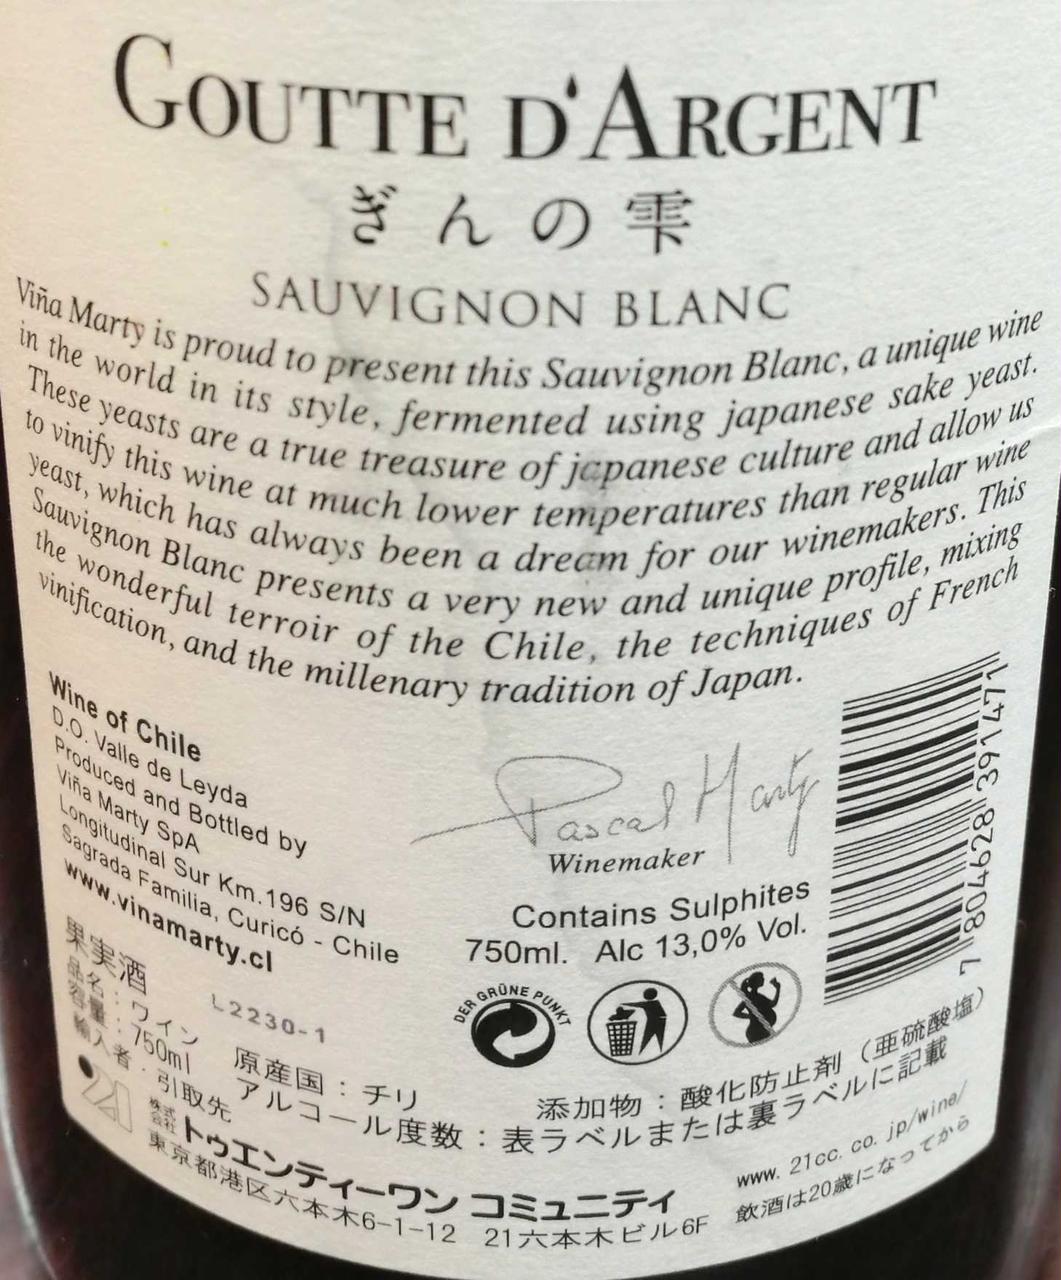 GOUTTE D'ARGENT
ぎんの雫
SAUVIGNON BLANC
Viña Marty is proud to present this Sauvignon Blanc, a unique wine
in the world in its style, fermented using japanese sake yeast.
These yeasts are a true treasure of japanese culture and allow us
to vinify this wine at much lower temperatures than regular wine
yeast, which has always been a dream for our winemakers. This
Sauvignon Blanc presents a very new and unique profile, mixing
the wonderful terroir of the Chile, the techniques of French
vinification, and the millenary tradition of Japan.
Wine of Chile
D.O. Valle de Leyda
Produced and Bottled by
Viña Marty SpA
Longitudinal Sur Km.196 S/N
Sagrada Familia, Curicó - Chile
www.vinamarty.cl
Pascal Marty
Winemaker
Contains Sulphites
750ml. Alc 13,0% Vol.
DER GRÜNE PUNKT
7 804628 391471
L2230-1
果実酒
品名：ワイン
容量：750ml 原産国：チリ 添加物：酸化防止剤（亜硫酸塩）
輸入者・引取先 アルコール度数：表ラベルまたは裏ラベルに記載
21
株式会社 トゥエンティーワン コミュニティ www. 21cc. co. jp/wine/
東京都港区六本木6-1-12 21六本木ビル6F 飲酒は20歳になってから